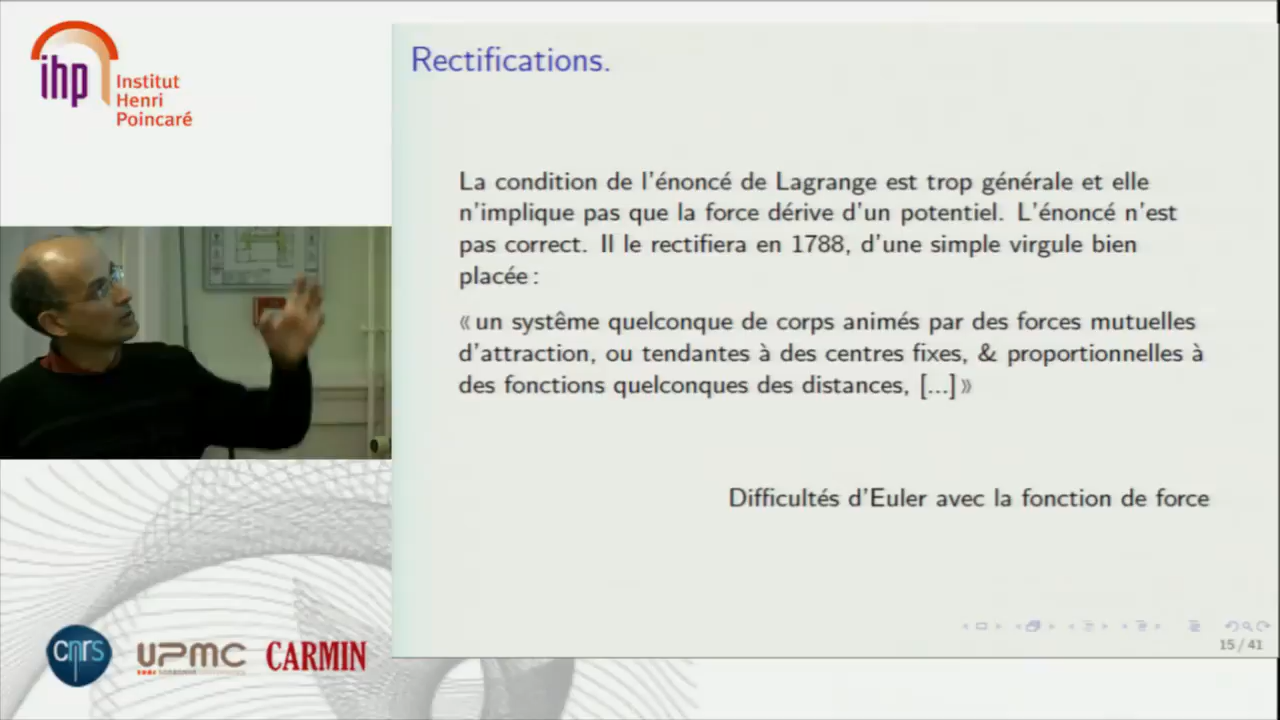 ihp
Institut
Henri
Poincaré
Rectifications.
La condition de l'énoncé de Lagrange est trop générale et elle
n'implique pas que la force dérive d'un potentiel. L'énoncé n'est
pas correct. Il le rectifiera en 1788, d'une simple virgule bien
placée :
« un systême quelconque de corps animés par des forces mutuelles
d'attraction, ou tendantes à des centres fixes, & proportionnelles à
des fonctions quelconques des distances, [...] »
Difficultés d'Euler avec la fonction de force
15 / 41
cnrs
UPMC
CARMIN